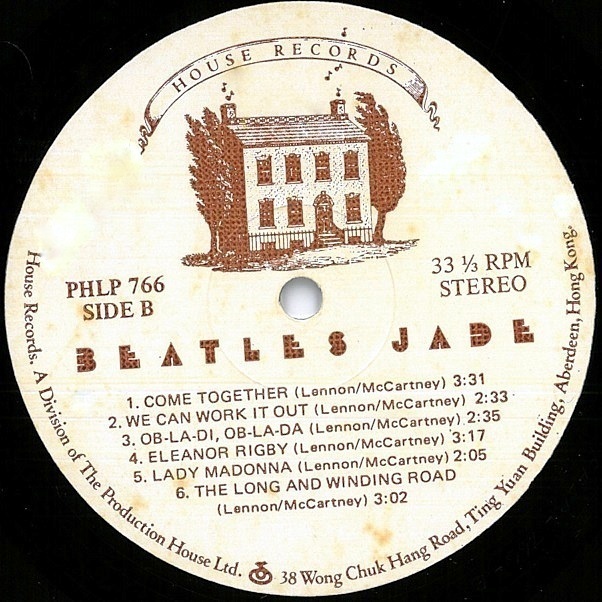 HOUSE RECORDS
PHLP 766
SIDE B
33 ⅓ RPM
STEREO
BEATLES JADE
1. COME TOGETHER (Lennon/McCartney) 3:31
2. WE CAN WORK IT OUT (Lennon/McCartney) 2:33
3. OB-LA-DI, OB-LA-DA (Lennon/McCartney) 2:35
4. ELEANOR RIGBY (Lennon/McCartney) 3:17
5. LADY MADONNA (Lennon/McCartney) 2:05
6. THE LONG AND WINDING ROAD
(Lennon/McCartney) 3:02
House Records. A Division of The Production House Ltd. 38 Wong Chuk Hang Road, Ting Yuan Building, Aberdeen, Hong Kong.